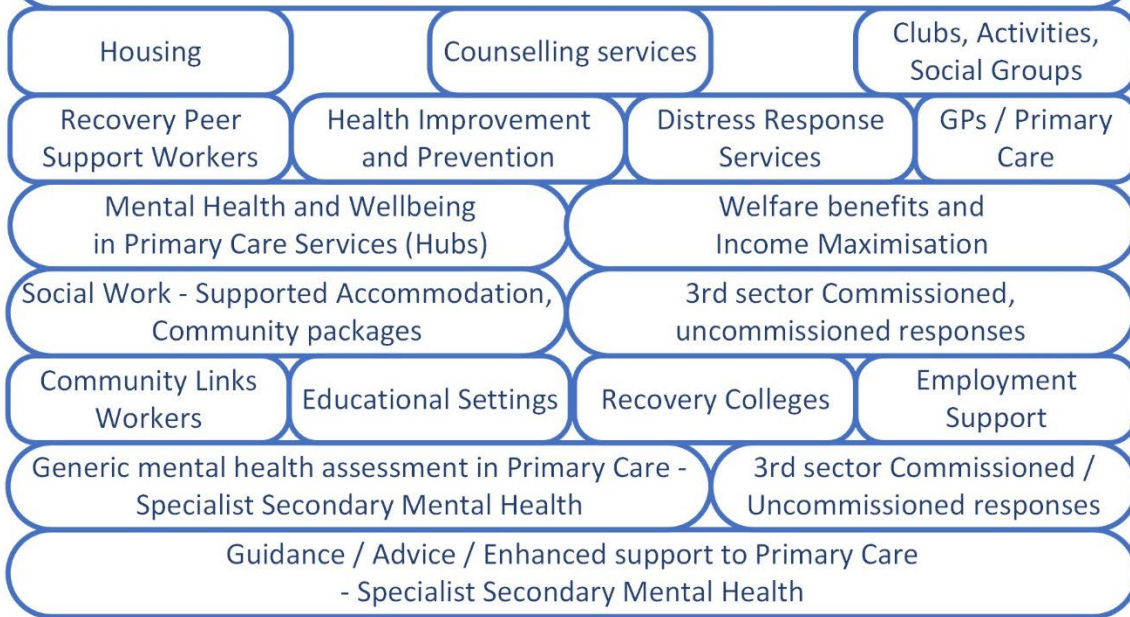 Housing
Counselling services
Clubs, Activities,
Social Groups
Recovery Peer
Support Workers
Health Improvement
and Prevention
Distress Response
Services
GPs / Primary
Care
Mental Health and Wellbeing
in Primary Care Services (Hubs)
Welfare benefits and
Income Maximisation
Social Work - Supported Accommodation,
Community packages
3rd sector Commissioned,
uncommissioned responses
Community Links
Workers
Educational Settings
Recovery Colleges
Employment
Support
Generic mental health assessment in Primary Care -
Specialist Secondary Mental Health
3rd sector Commissioned /
Uncommissioned responses
Guidance / Advice / Enhanced support to Primary Care
- Specialist Secondary Mental Health